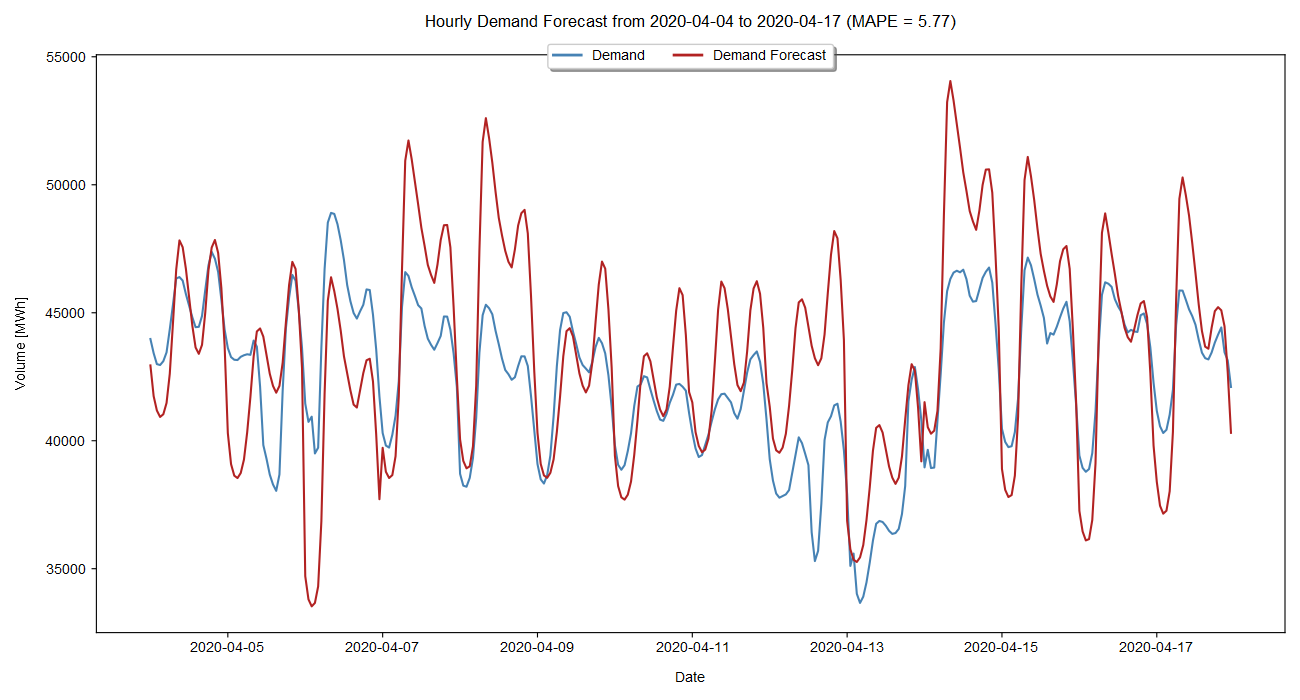 Hourly Demand Forecast from 2020-04-04 to 2020-04-17 (MAPE = 5.77)
Demand Demand Forecast
55000
50000
45000
40000
35000
Volume [MWh]
2020-04-05 2020-04-07 2020-04-09 2020-04-11 2020-04-13 2020-04-15 2020-04-17
Date